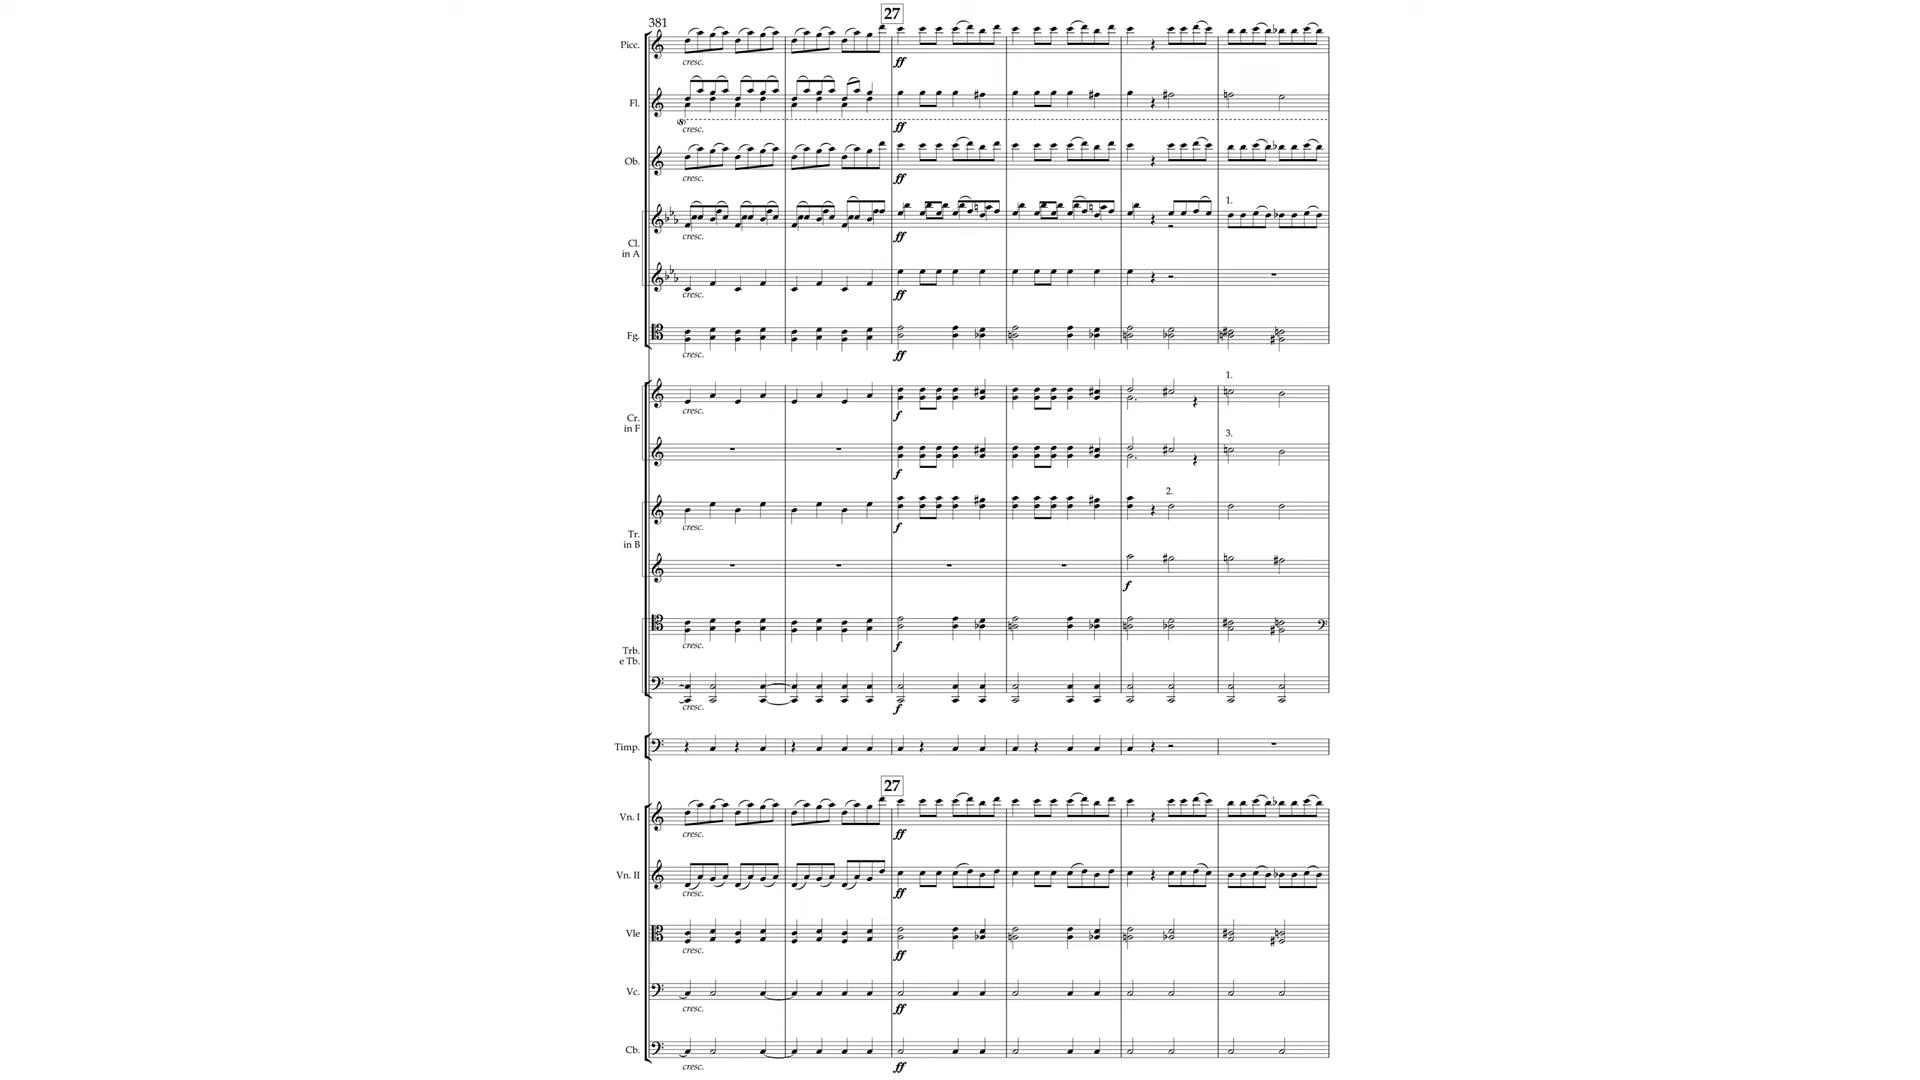 27
381
Picc.
cresc.
ff
Fl.
8
cresc.
ff
Ob.
cresc.
ff
1.
cresc.
ff
Cl.
in A
cresc.
ff
Fg.
cresc.
ff
1.
cresc.
f
Cr.
in F
3.
f
2.
cresc.
f
Tr.
in B
f
cresc.
f
Trb.
e Tb.
cresc.
f
Timp.
27
Vn. I
cresc.
ff
Vn. II
cresc.
ff
Vle
cresc.
ff
Vc.
cresc.
ff
Cb.
cresc.
ff